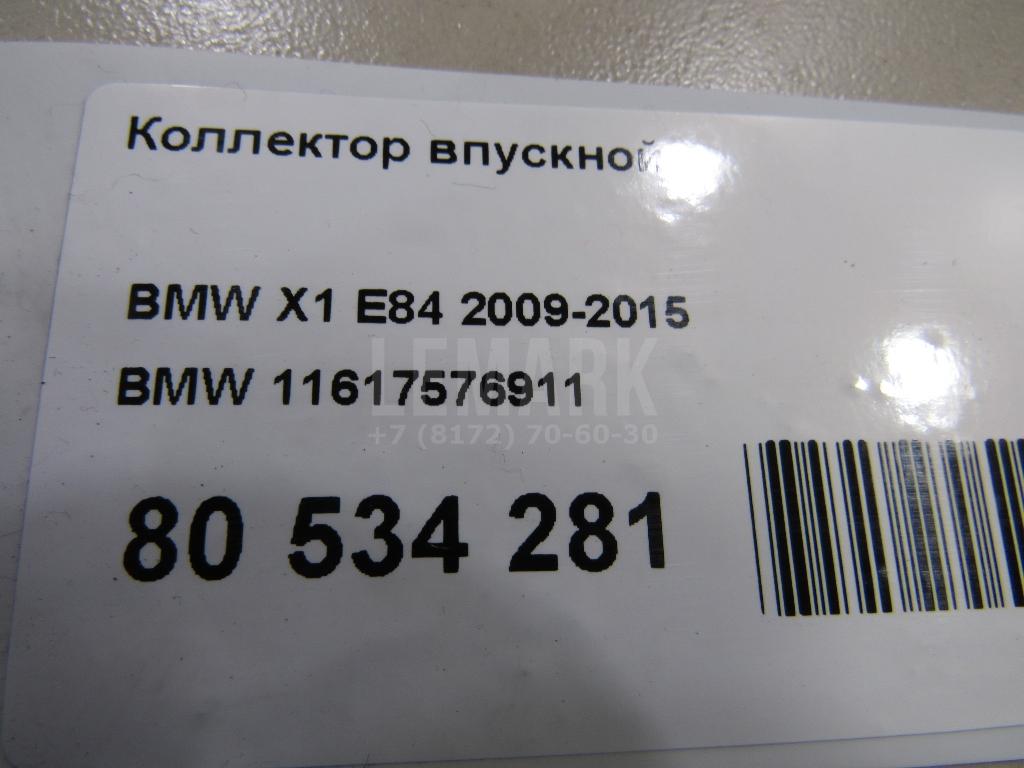 Коллектор впускной
BMW X1 E84 2009-2015
BMW 11617576911
LEMARK
+7 (8172) 70-60-30
80 534 281